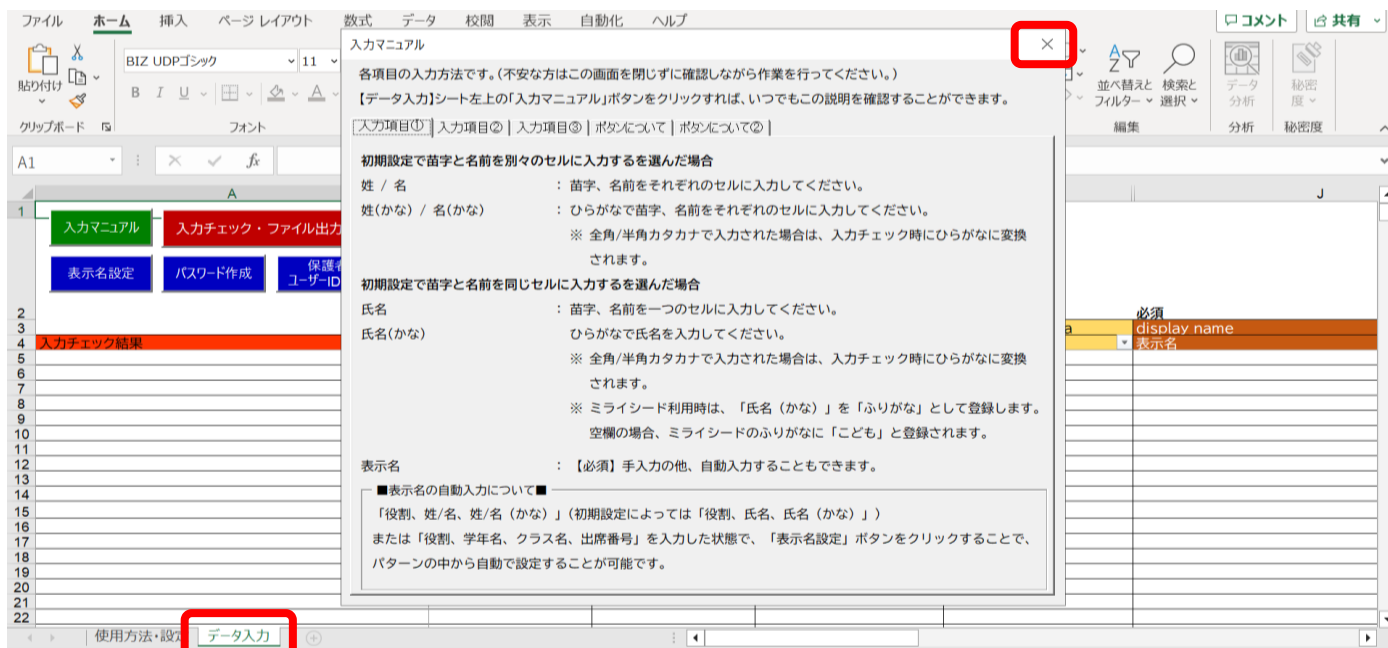 ファイル ホーム 挿入 ページ レイアウト 数式 データ 校閲 表示 自動化 ヘルプ コメント 共有
貼り付け
BIZ UDPゴシック 11
B I U A
並べ替えと フィルター 検索と 選択 データ 分析 秘密 度
クリップボード フォント 編集 分析 秘密度
A1 fx
入力マニュアル
各項目の入力方法です。(不安な方はこの画面を閉じずに確認しながら作業を行ってください。)
【データ入力】シート左上の「入力マニュアル」ボタンをクリックすれば、いつでもこの説明を確認することができます。
入力項目① 入力項目② 入力項目③ ボタンについて ボタンについて②
初期設定で苗字と名前を別々のセルに入力するを選んだ場合
姓 / 名 : 苗字、名前をそれぞれのセルに入力してください。
姓(かな) / 名(かな) : ひらがなで苗字、名前をそれぞれのセルに入力してください。
※ 全角/半角カタカナで入力された場合は、入力チェック時にひらがなに変換
されます。
初期設定で苗字と名前を同じセルに入力するを選んだ場合
氏名 : 苗字、名前を一つのセルに入力してください。
氏名(かな) ひらがなで氏名を入力してください。
※ 全角/半角カタカナで入力された場合は、入力チェック時にひらがなに変換
されます。
※ ミライシード利用時は、「氏名(かな)」を「ふりがな」として登録します。
空欄の場合、ミライシードのふりがなに「こども」と登録されます。
表示名 : 【必須】手入力の他、自動入力することもできます。
■表示名の自動入力について■
「役割、姓/名、姓/名(かな)」(初期設定によっては「役割、氏名、氏名(かな)」)
または「役割、学年名、クラス名、出席番号」を入力した状態で、「表示名設定」ボタンをクリックすることで、
パターンの中から自動で設定することが可能です。
A J
1
入力マニュアル 入力チェック・ファイル出力
表示名設定 パスワード作成 保護者 ユーザーID
2 必須
3 a display name
4 入力チェック結果 表示名
5
6
7
8
9
10
11
12
13
14
15
16
17
18
19
20
21
22
使用方法・設定 データ入力